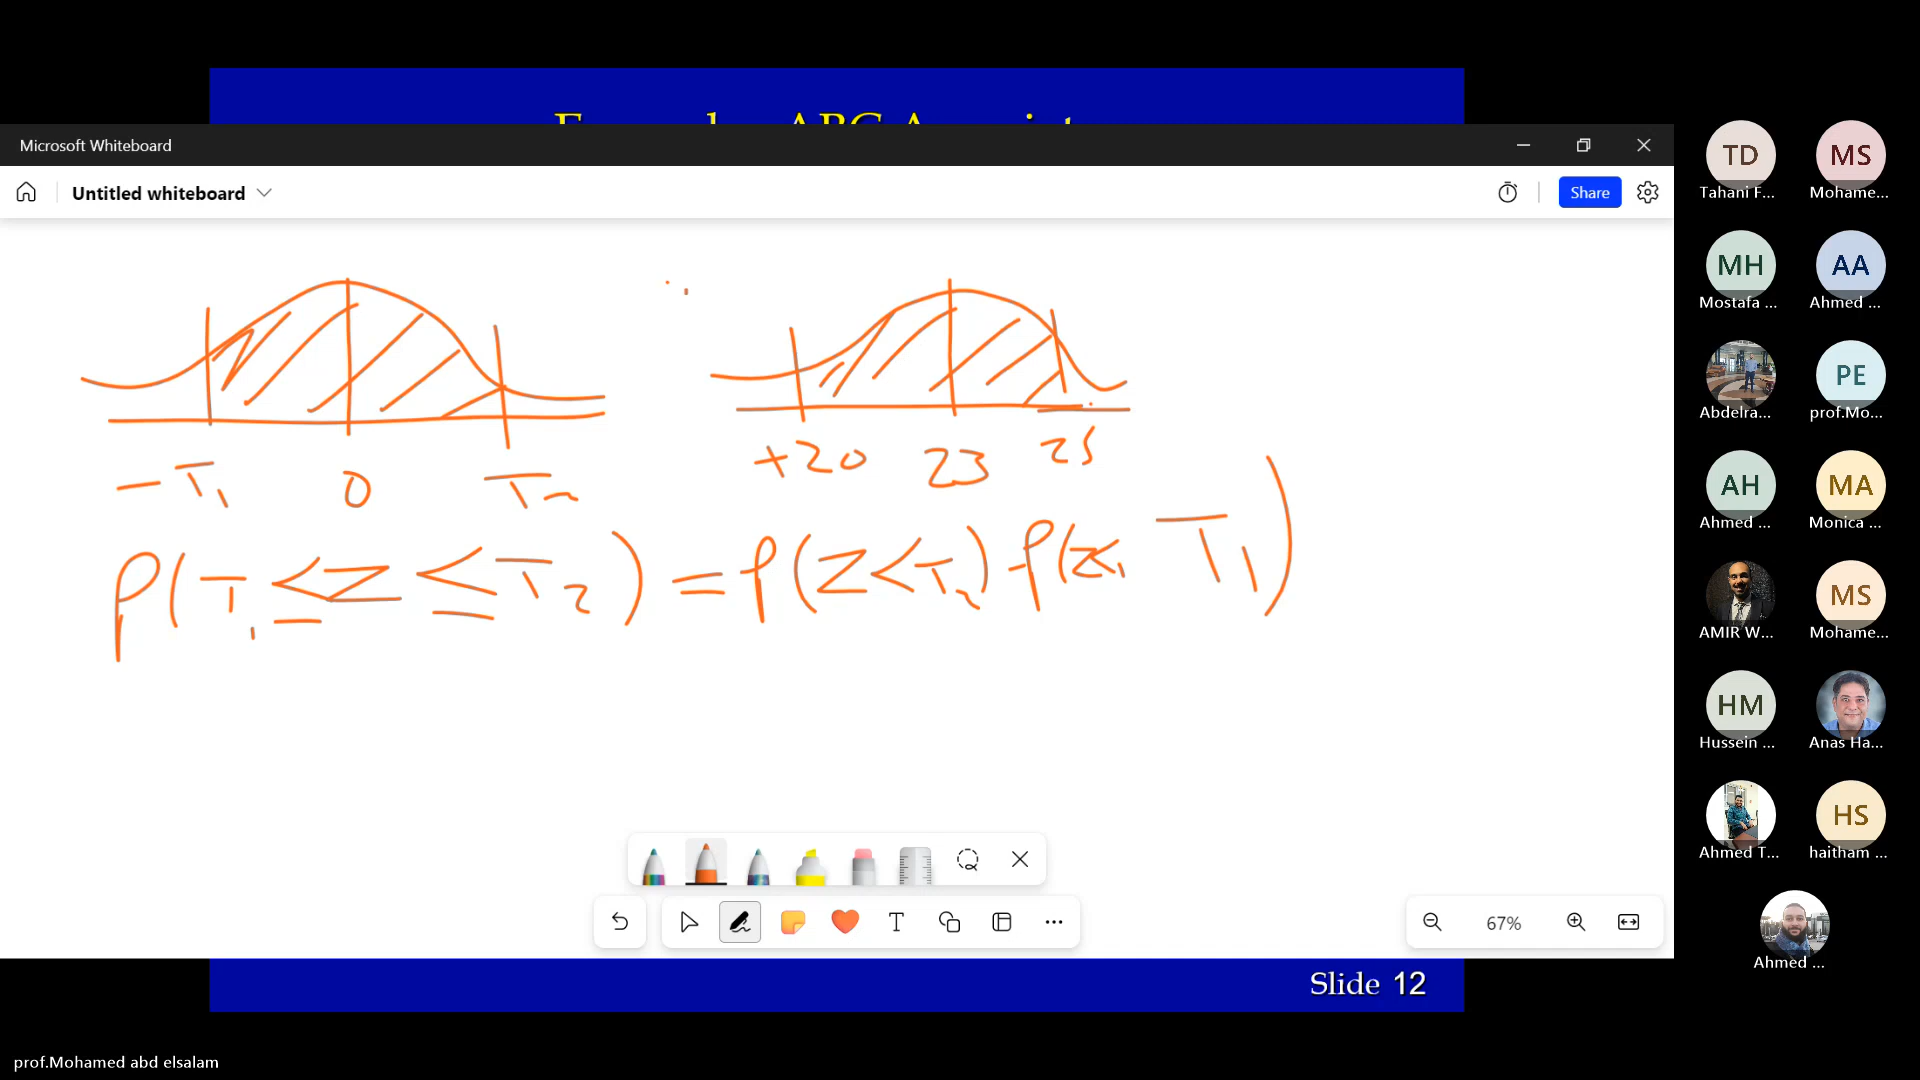 Microsoft Whiteboard
Untitled whiteboard
Share
-T₁ 0 T₂
+20 23 25
P(T₁ ≤ Z ≤ T₂) = P(Z < T₂) - P(Z < T₁)
67%
Slide 12
prof.Mohamed abd elsalam
TD MS
Tahani F... Mohame...
MH AA
Mostafa ... Ahmed ...
PE
Abdelra... prof.Mo...
AH MA
Ahmed ... Monica ...
MS
AMIR W... Mohame...
HM
Hussein ... Anas Ha...
HS
Ahmed T... haitham ...
Ahmed ...